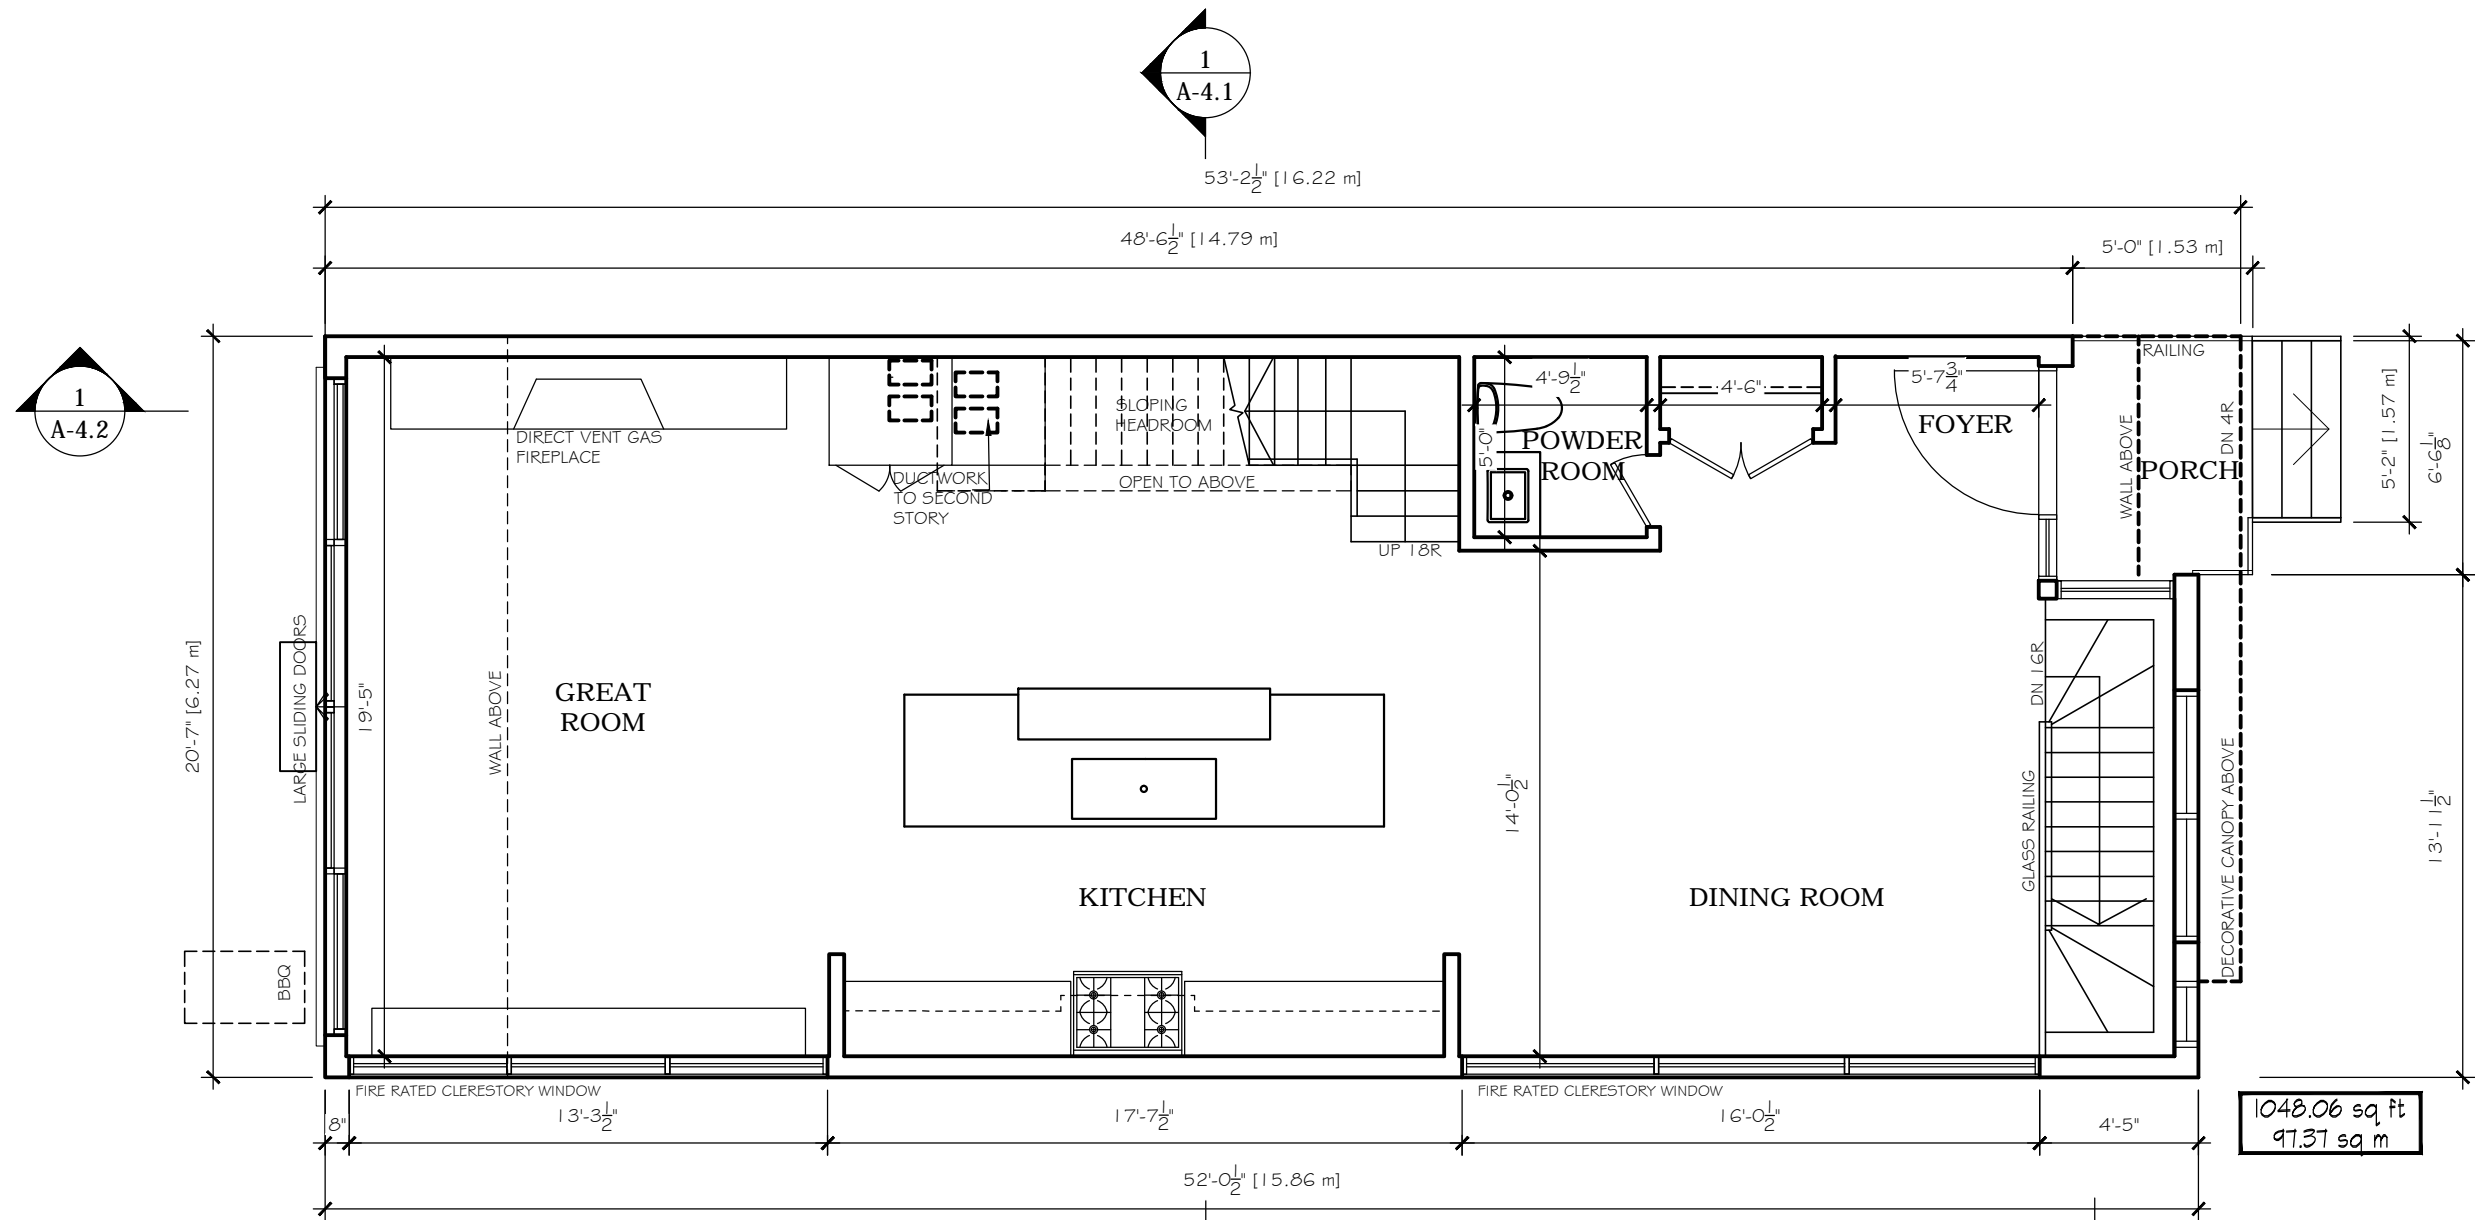 1
A-4.1
53'-2 1/2" [16.22 m]
48'-6 1/2" [14.79 m]
5'-0" [1.53 m]
1
A-4.2
RAILING
4'-9 1/2"
4'-6"
5'-7 3/4"
SLOPING
HEADROOM
FOYER
DIRECT VENT GAS
FIREPLACE
5'-0"
POWDER
ROOM
WALL ABOVE
DN 4R
PORCH
5'-2" [1.57 m]
6'-6 1/8"
DUCTWORK
TO SECOND
STORY
OPEN TO ABOVE
UP 18R
20'-7" [6.27 m]
LARGE SLIDING DOORS
19'-5"
WALL ABOVE
GREAT
ROOM
14'-0 1/2"
DN 16R
GLASS RAILING
DECORATIVE CANOPY ABOVE
13'-11 1/2"
KITCHEN
DINING ROOM
BBQ
FIRE RATED CLERESTORY WINDOW
FIRE RATED CLERESTORY WINDOW
8"
13'-3 1/2"
17'-7 1/2"
16'-0 1/2"
4'-5"
1048.06 sq ft
97.37 sq m
52'-0 1/2" [15.86 m]